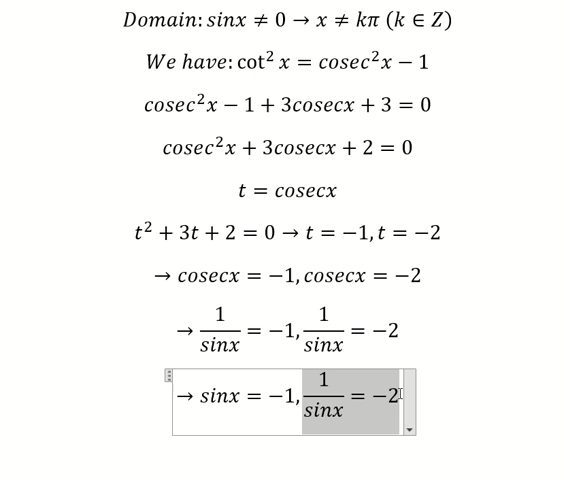 Domain: sinx ≠ 0 → x ≠ kπ (k ∈ Z)
We have: cot² x = cosec²x − 1
cosec²x − 1 + 3cosecx + 3 = 0
cosec²x + 3cosecx + 2 = 0
t = cosecx
t² + 3t + 2 = 0 → t = −1, t = −2
→ cosecx = −1, cosecx = −2
→ 1/sinx = −1, 1/sinx = −2
→ sinx = −1, 1/sinx = −2